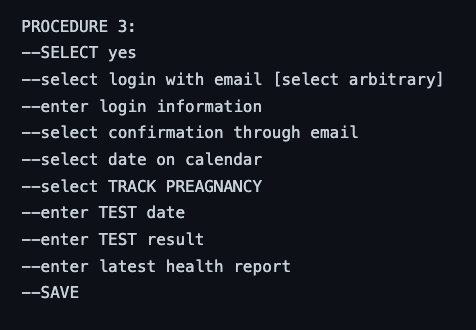 PROCEDURE 3:
--SELECT yes
--select login with email [select arbitrary]
--enter login information
--select confirmation through email
--select date on calendar
--select TRACK PREAGNANCY
--enter TEST date
--enter TEST result
--enter latest health report
--SAVE